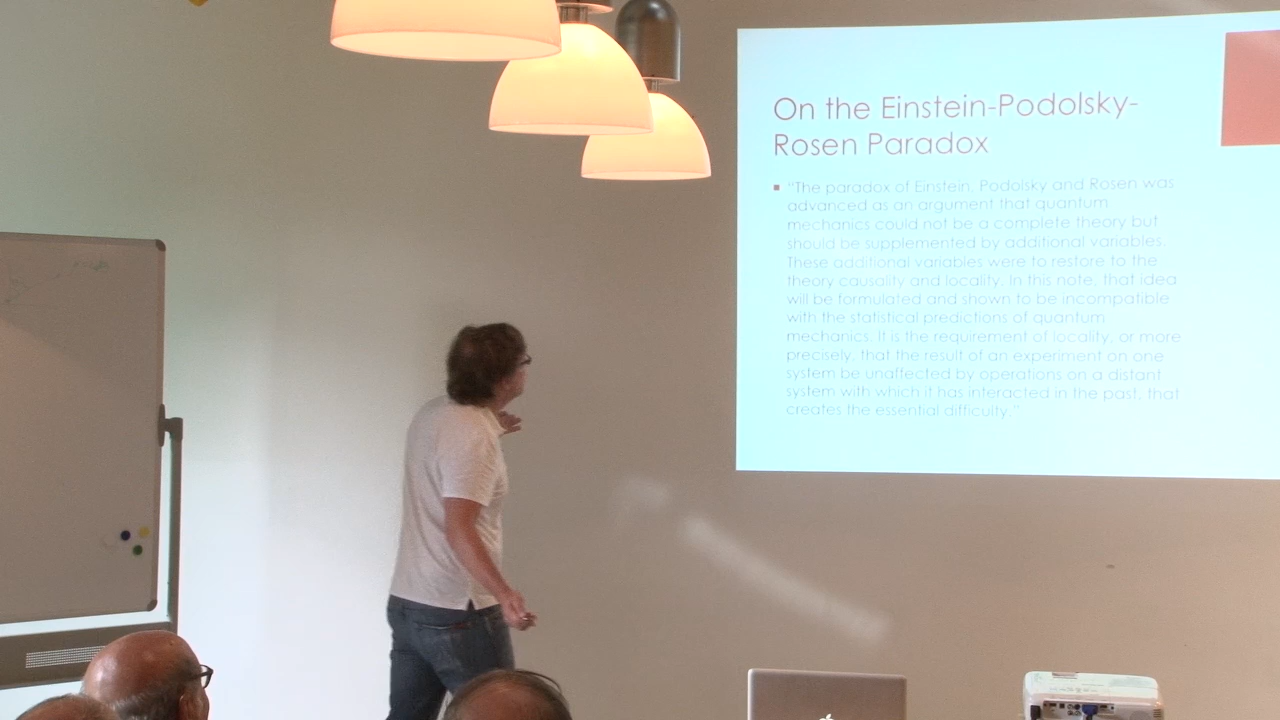 On the Einstein-Podolsky-
Rosen Paradox
"The paradox of Einstein, Podolsky and Rosen was
advanced as an argument that quantum
mechanics could not be a complete theory but
should be supplemented by additional variables.
These additional variables were to restore to the
theory causality and locality. In this note, that idea
will be formulated and shown to be incompatible
with the statistical predictions of quantum
mechanics. It is the requirement of locality, or more
precisely, that the result of an experiment on one
system be unaffected by operations on a distant
system with which it has interacted in the past, that
creates the essential difficulty."